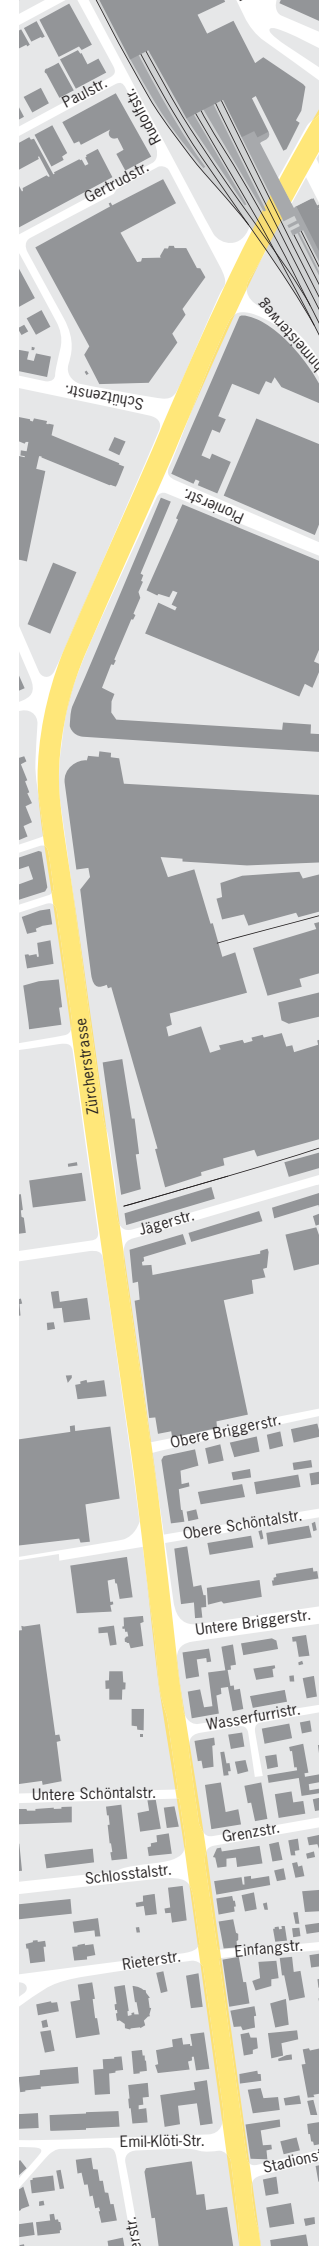 Paulstr.
Rudolfstr.
Gertrudstr.
Schützenstr.
Pionierstr.
Zürcherstrasse
Jägerstr.
Obere Briggerstr.
Obere Schöntalstr.
Untere Briggerstr.
Wasserfurristr.
Untere Schöntalstr.
Grenzstr.
Schlosstalstr.
Einfangstr.
Rieterstr.
Emil-Klöti-Str.